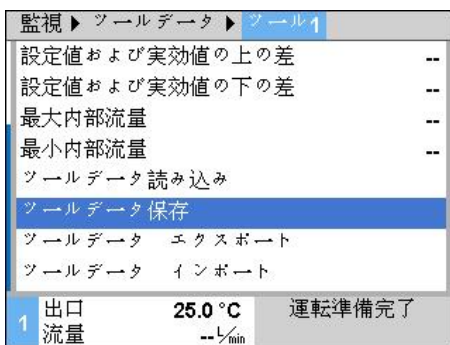 監視 ▶ ツールデータ ▶ ツール1
設定値および実効値の上の差 --
設定値および実効値の下の差 --
最大内部流量 --
最小内部流量 --
ツールデータ読み込み
ツールデータ保存
ツールデータ エクスポート
ツールデータ インポート
1 出口 25.0 °C 運転準備完了
流量 -- L/min